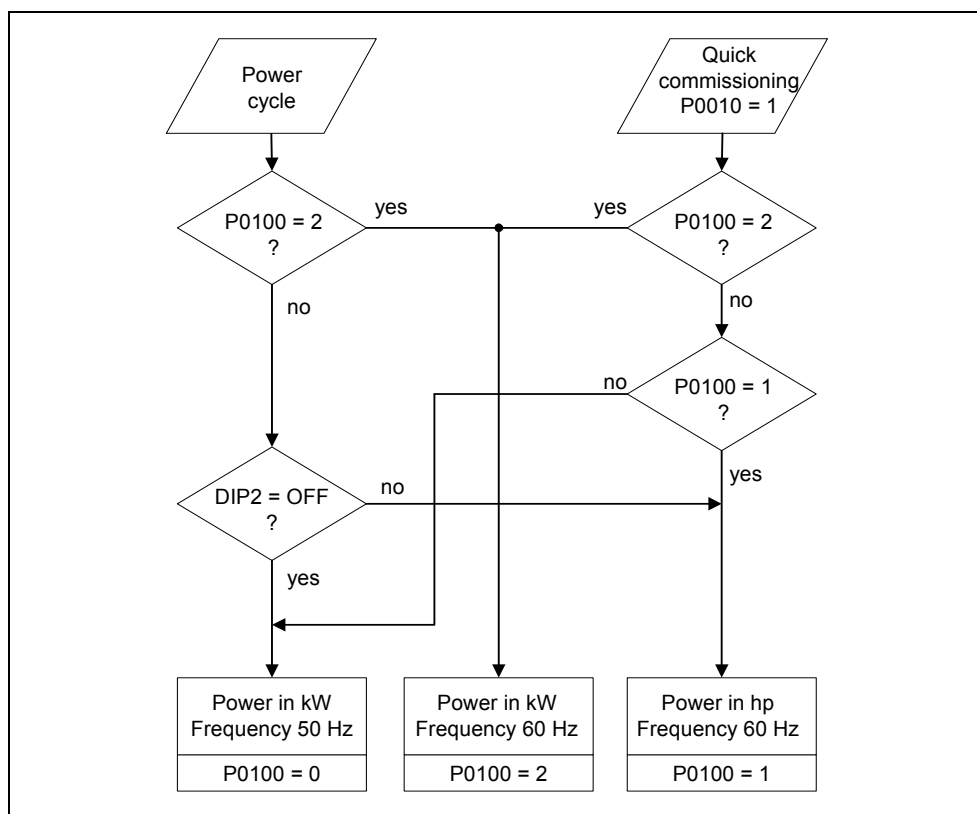 Power
cycle
Quick
commissioning
P0010 = 1
P0100 = 2
?
yes
yes
P0100 = 2
?
no
no
no
P0100 = 1
?
DIP2 = OFF
?
no
yes
yes
Power in kW
Frequency 50 Hz
P0100 = 0
Power in kW
Frequency 60 Hz
P0100 = 2
Power in hp
Frequency 60 Hz
P0100 = 1